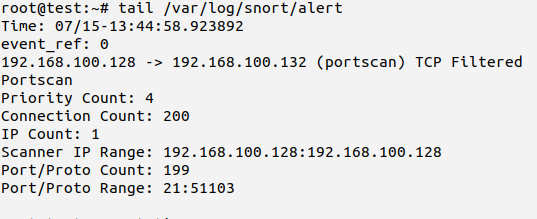 root@test:~# tail /var/log/snort/alert
Time: 07/15-13:44:58.923892
event_ref: 0
192.168.100.128 -> 192.168.100.132 (portscan) TCP Filtered
Portscan
Priority Count: 4
Connection Count: 200
IP Count: 1
Scanner IP Range: 192.168.100.128:192.168.100.128
Port/Proto Count: 199
Port/Proto Range: 21:51103